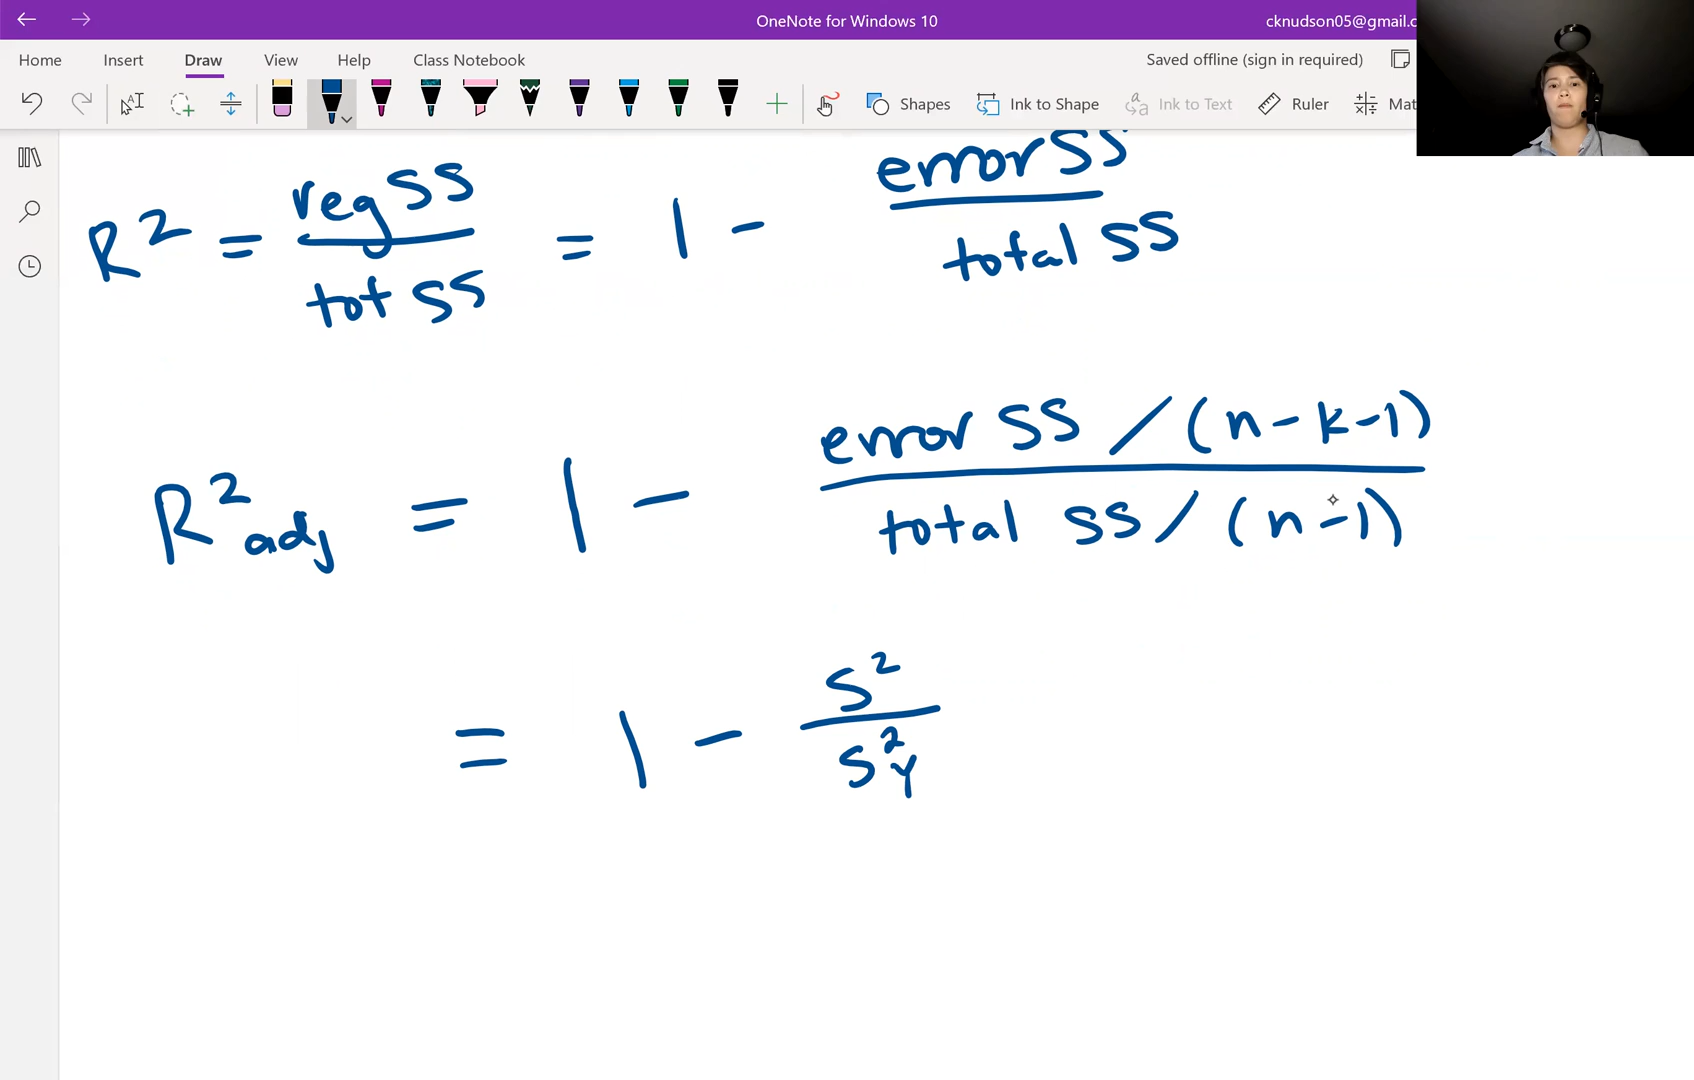 OneNote for Windows 10
cknudson05@gmail.c
Home Insert Draw View Help Class Notebook
Saved offline (sign in required)
Shapes Ink to Shape Ink to Text Ruler Mat
R² = reg SS / tot SS = 1 - error SS / total SS
R²adj = 1 - (error SS / (n-k-1)) / (total SS / (n-1))
= 1 - S² / S²Y